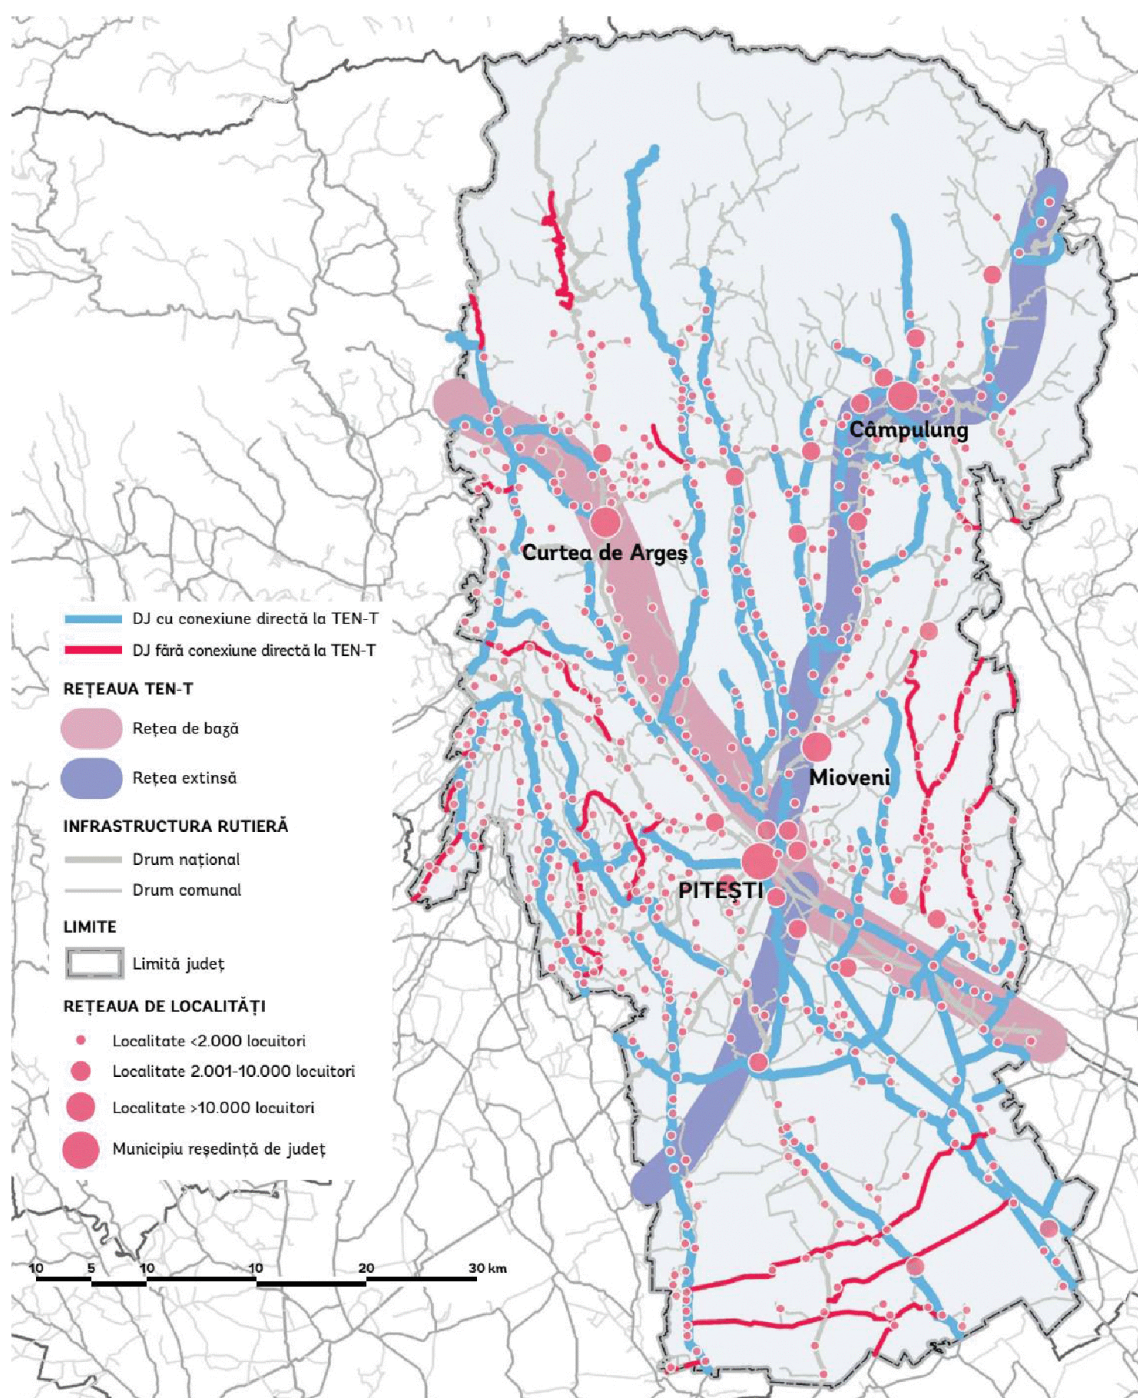 Câmpulung
Curtea de Argeș
DJ cu conexiune directă la TEN-T
DJ fără conexiune directă la TEN-T
REȚEAUA TEN-T
Rețea de bază
Rețea extinsă
Mioveni
INFRASTRUCTURA RUTIERĂ
Drum național
Drum comunal
PITEȘTI
LIMITE
Limită județ
REȚEAUA DE LOCALITĂȚI
Localitate <2.000 locuitori
Localitate 2.001-10.000 locuitori
Localitate >10.000 locuitori
Municipiu reședință de județ
10 5 10 10 20 30 km